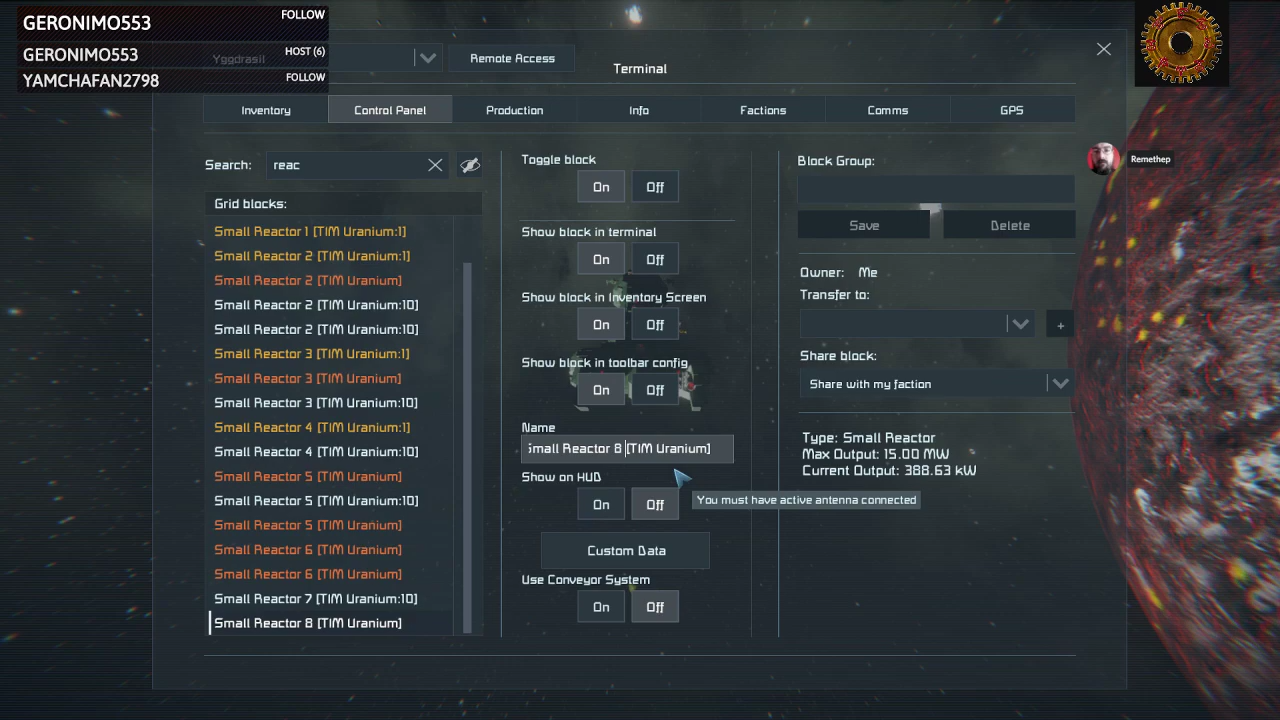 GERONIMO553 FOLLOW
GERONIMO553 HOST (6)
YAMCHAFAN2798 FOLLOW
Yggdrasil
Remote Access
Terminal
Inventory
Control Panel
Production
Info
Factions
Comms
GPS
Search: reac
Grid blocks:
Small Reactor 1 [TIM Uranium:1]
Small Reactor 2 [TIM Uranium:1]
Small Reactor 2 [TIM Uranium]
Small Reactor 2 [TIM Uranium:10]
Small Reactor 2 [TIM Uranium:10]
Small Reactor 3 [TIM Uranium:1]
Small Reactor 3 [TIM Uranium]
Small Reactor 3 [TIM Uranium:10]
Small Reactor 4 [TIM Uranium:1]
Small Reactor 4 [TIM Uranium:10]
Small Reactor 5 [TIM Uranium]
Small Reactor 5 [TIM Uranium:10]
Small Reactor 5 [TIM Uranium]
Small Reactor 6 [TIM Uranium]
Small Reactor 6 [TIM Uranium]
Small Reactor 7 [TIM Uranium:10]
Small Reactor 8 [TIM Uranium]
Toggle block
On Off
Show block in terminal
On Off
Show block in Inventory Screen
On Off
Show block in toolbar config
On Off
Name
Small Reactor 8 [TIM Uranium]
Show on HUD
On Off
You must have active antenna connected
Custom Data
Use Conveyor System
On Off
Block Group:
Save Delete
Owner: Me
Transfer to:
+
Share block:
Share with my faction
Type: Small Reactor
Max Output: 15.00 MW
Current Output: 388.63 kW
Remethep